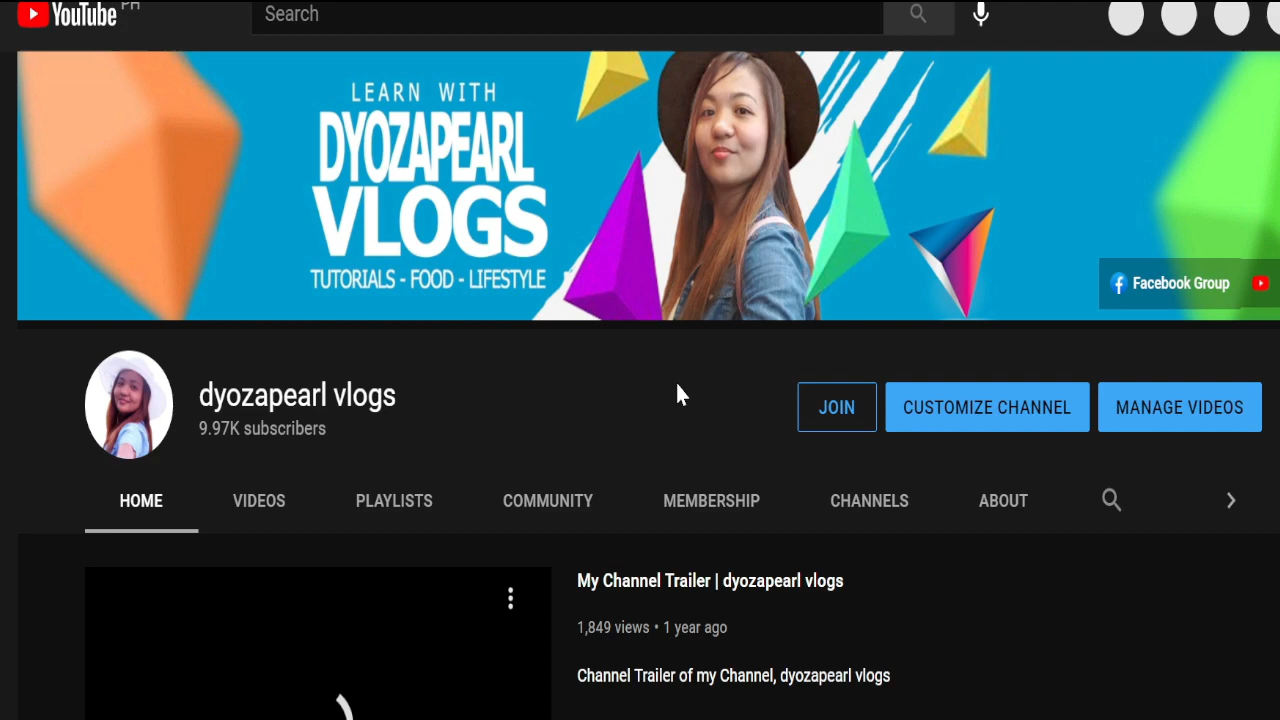 YouTube PH
Search
LEARN WITH
DYOZAPEARL
VLOGS
TUTORIALS - FOOD - LIFESTYLE
Facebook Group
dyozapearl vlogs
9.97K subscribers
JOIN
CUSTOMIZE CHANNEL
MANAGE VIDEOS
HOME
VIDEOS
PLAYLISTS
COMMUNITY
MEMBERSHIP
CHANNELS
ABOUT
My Channel Trailer | dyozapearl vlogs
1,849 views • 1 year ago
Channel Trailer of my Channel, dyozapearl vlogs